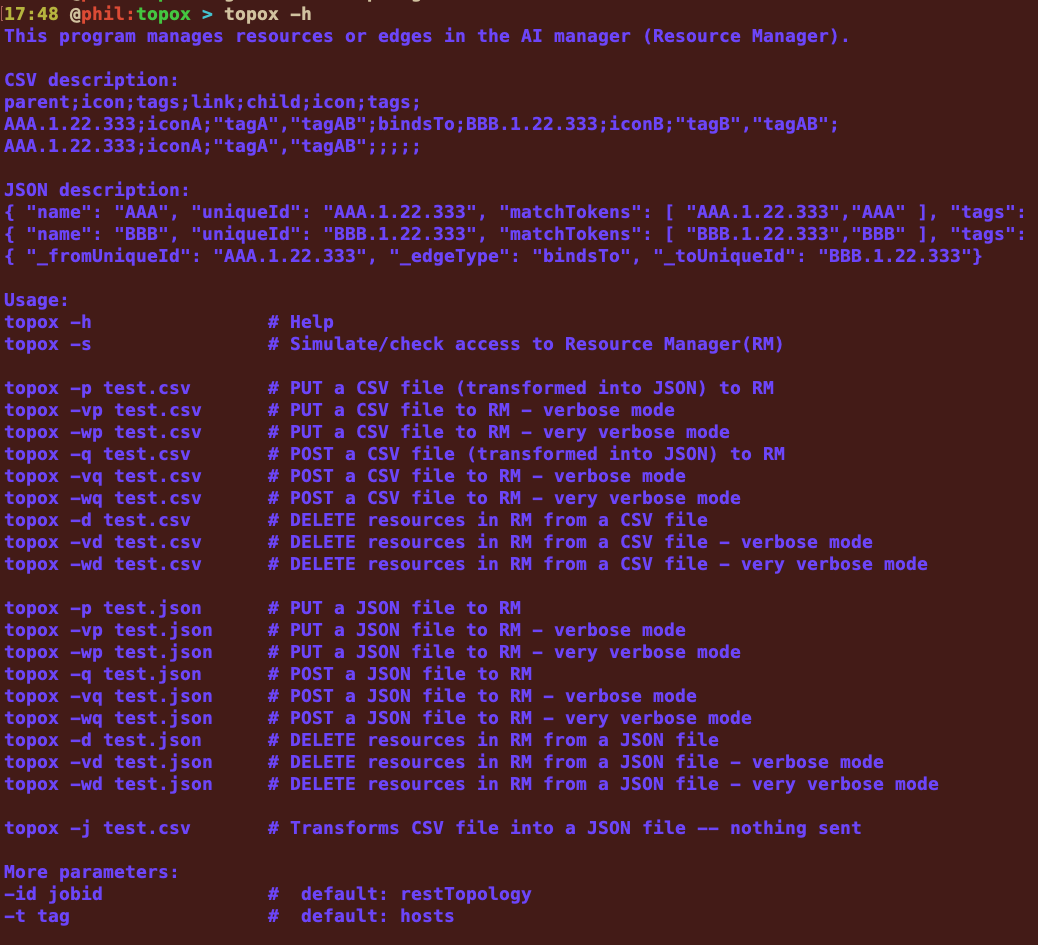 17:48 @phil:topox > topox -h
This program manages resources or edges in the AI manager (Resource Manager).
CSV description:
parent;icon;tags;link;child;icon;tags;
AAA.1.22.333;iconA;"tagA","tagAB";bindsTo;BBB.1.22.333;iconB;"tagB","tagAB";
AAA.1.22.333;iconA;"tagA","tagAB";;;;;
JSON description:
{ "name": "AAA", "uniqueId": "AAA.1.22.333", "matchTokens": [ "AAA.1.22.333","AAA" ], "tags":
{ "name": "BBB", "uniqueId": "BBB.1.22.333", "matchTokens": [ "BBB.1.22.333","BBB" ], "tags":
{ "_fromUniqueId": "AAA.1.22.333", "_edgeType": "bindsTo", "_toUniqueId": "BBB.1.22.333"}
Usage:
topox -h # Help
topox -s # Simulate/check access to Resource Manager(RM)
topox -p test.csv # PUT a CSV file (transformed into JSON) to RM
topox -vp test.csv # PUT a CSV file to RM - verbose mode
topox -wp test.csv # PUT a CSV file to RM - very verbose mode
topox -q test.csv # POST a CSV file (transformed into JSON) to RM
topox -vq test.csv # POST a CSV file to RM - verbose mode
topox -wq test.csv # POST a CSV file to RM - very verbose mode
topox -d test.csv # DELETE resources in RM from a CSV file
topox -vd test.csv # DELETE resources in RM from a CSV file - verbose mode
topox -wd test.csv # DELETE resources in RM from a CSV file - very verbose mode
topox -p test.json # PUT a JSON file to RM
topox -vp test.json # PUT a JSON file to RM - verbose mode
topox -wp test.json # PUT a JSON file to RM - very verbose mode
topox -q test.json # POST a JSON file to RM
topox -vq test.json # POST a JSON file to RM - verbose mode
topox -wq test.json # POST a JSON file to RM - very verbose mode
topox -d test.json # DELETE resources in RM from a JSON file
topox -vd test.json # DELETE resources in RM from a JSON file - verbose mode
topox -wd test.json # DELETE resources in RM from a JSON file - very verbose mode
topox -j test.csv # Transforms CSV file into a JSON file -- nothing sent
More parameters:
-id jobid # default: restTopology
-t tag # default: hosts